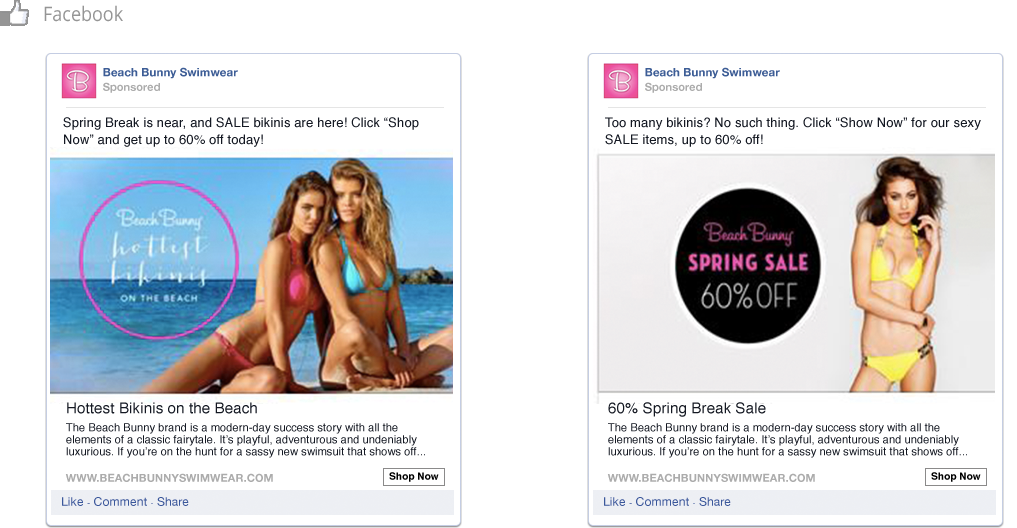 Facebook
B
Beach Bunny Swimwear
Sponsored
Spring Break is near, and SALE bikinis are here! Click “Shop
Now” and get up to 60% off today!
Beach Bunny
hottest
bikinis
ON THE BEACH
Hottest Bikinis on the Beach
The Beach Bunny brand is a modern-day success story with all the
elements of a classic fairytale. It’s playful, adventurous and undeniably
luxurious. If you’re on the hunt for a sassy new swimsuit that shows off...
WWW.BEACHBUNNYSWIMWEAR.COM
Shop Now
Like - Comment - Share
B
Beach Bunny Swimwear
Sponsored
Too many bikinis? No such thing. Click “Show Now” for our sexy
SALE items, up to 60% off!
Beach Bunny
SPRING SALE
60% OFF
60% Spring Break Sale
The Beach Bunny brand is a modern-day success story with all the
elements of a classic fairytale. It’s playful, adventurous and undeniably
luxurious. If you’re on the hunt for a sassy new swimsuit that shows off...
WWW.BEACHBUNNYSWIMWEAR.COM
Shop Now
Like - Comment - Share